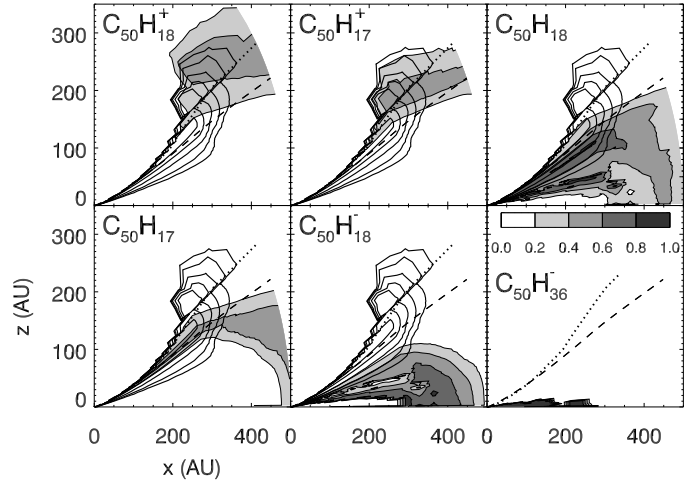 C₅₀H₁₈⁺ C₅₀H₁₇⁺ C₅₀H₁₈
300
200
100
0
C₅₀H₁₇ C₅₀H₁₈⁻ C₅₀H₃₆⁻
0.0 0.2 0.4 0.6 0.8 1.0
300
200
100
0
z (AU)
0 200 400 0 200 400 0 200 400
x (AU)